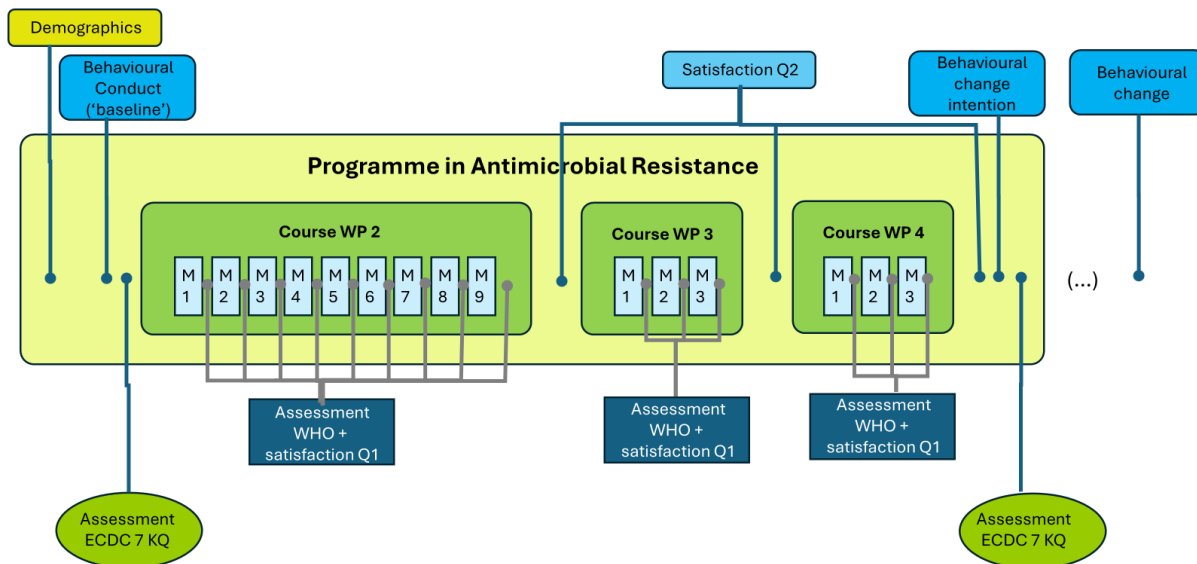 Demographics
Behavioural
Conduct
(‘baseline’)
Satisfaction Q2
Behavioural
change
intention
Behavioural
change
Programme in Antimicrobial Resistance
Course WP 2
M
1
M
2
M
3
M
4
M
5
M
6
M
7
M
8
M
9
Course WP 3
M
1
M
2
M
3
Course WP 4
M
1
M
2
M
3
(...)
Assessment
WHO +
satisfaction Q1
Assessment
WHO +
satisfaction Q1
Assessment
WHO +
satisfaction Q1
Assessment
ECDC 7 KQ
Assessment
ECDC 7 KQ